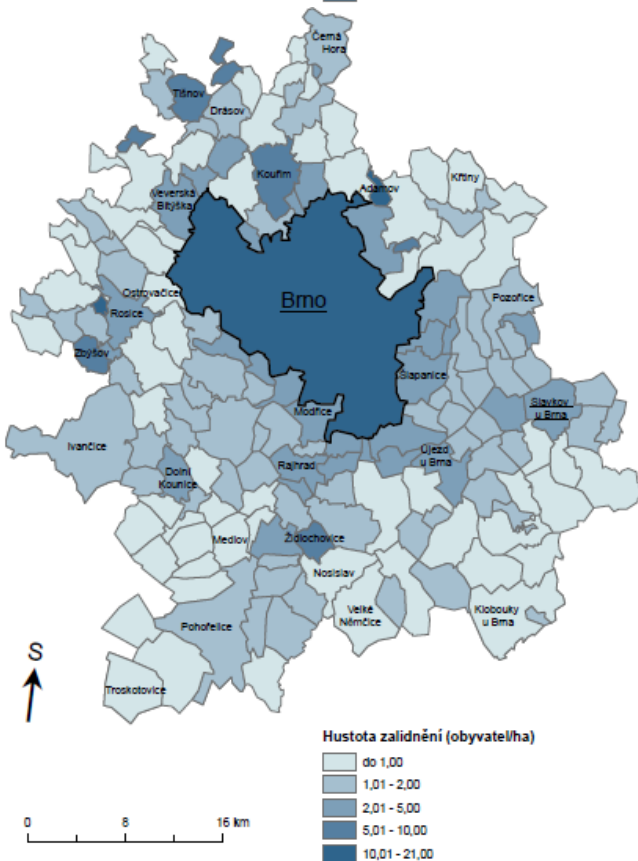 Černá
Hora
Tišnov
Drásov
Kouřim
Adamov
Křtiny
Veverská
Bitýška
Ostrovačice
Brno
Pozořice
Rosice
Zbýšov
Šlapanice
Slavkov
u Brna
Modřice
Ivančice
Újezd
u Brna
Rajhrad
Dolní
Kounice
Medlov
Židlochovice
Nosislav
Velké
Němčice
Klobouky
u Brna
Pohořelice
Troskotovice
S
Hustota zalidnění (obyvatel/ha)
do 1,00
1,01 - 2,00
2,01 - 5,00
5,01 - 10,00
10,01 - 21,00
0 8 16 km